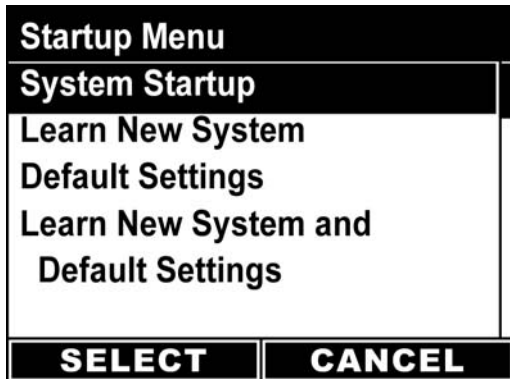 Startup Menu
System Startup
Learn New System
Default Settings
Learn New System and
Default Settings
SELECT
CANCEL